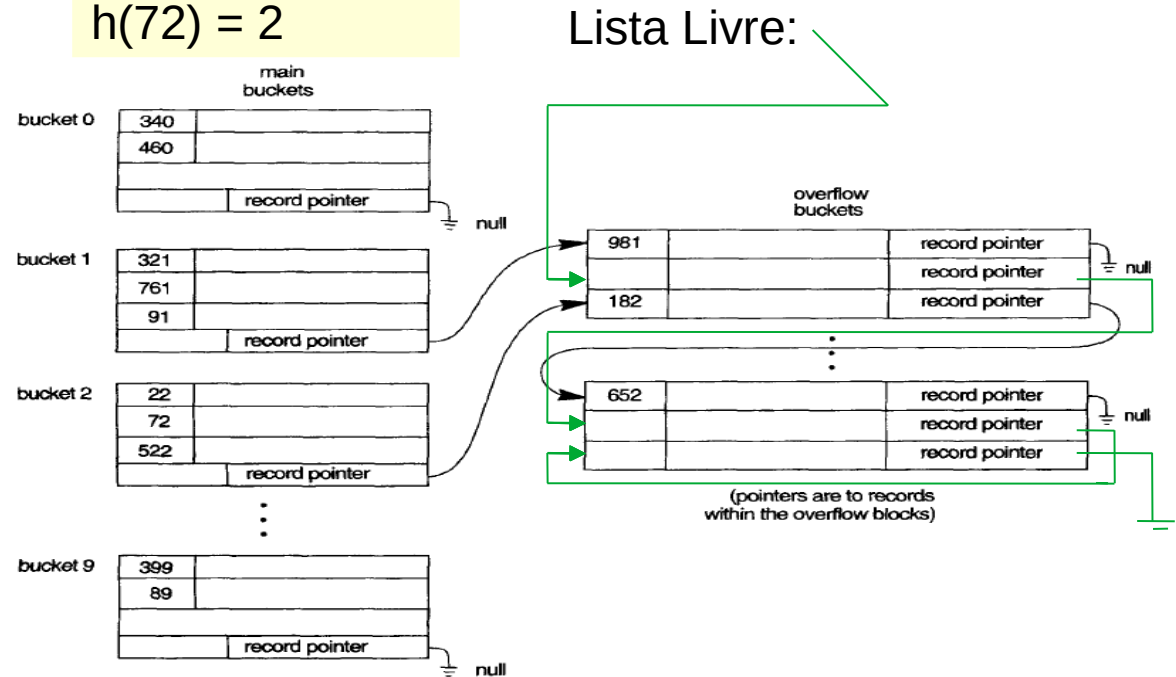 h(72) = 2
Lista Livre:
main
buckets
bucket 0
340
460
record pointer
null
bucket 1
321
761
91
record pointer
bucket 2
22
72
522
record pointer
bucket 9
399
89
record pointer
null
overflow
buckets
981
record pointer
null
record pointer
182
record pointer
652
record pointer
null
record pointer
record pointer
(pointers are to records
within the overflow blocks)